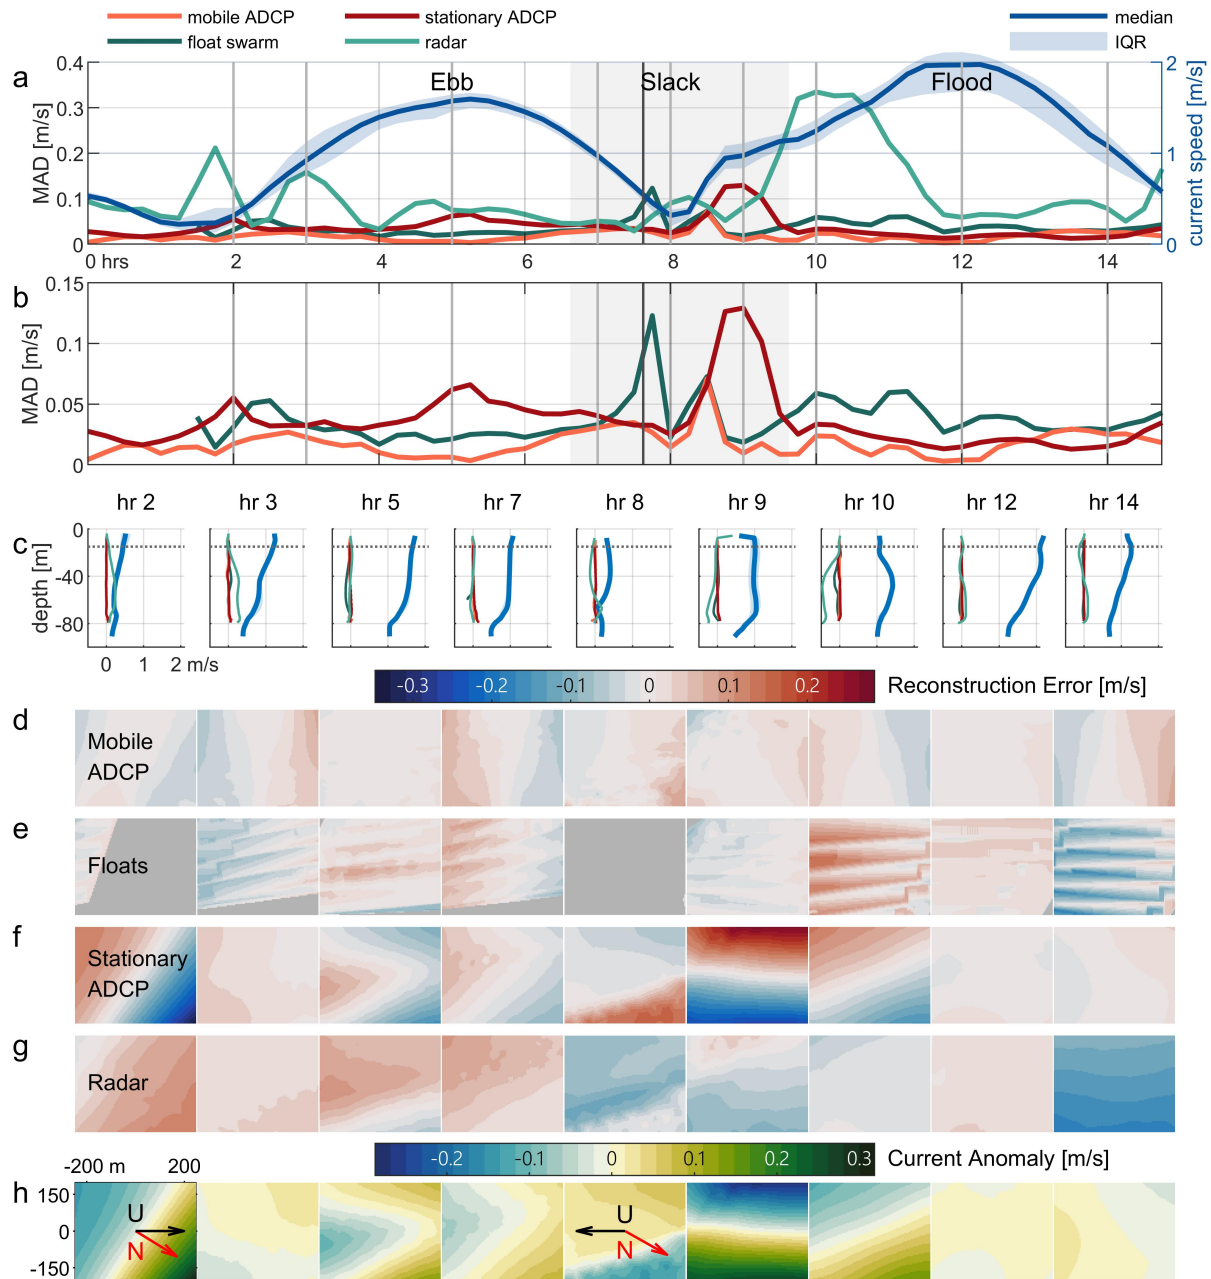 mobile ADCP stationary ADCP median
float swarm radar IQR
a
Ebb Slack Flood
MAD [m/s]
0.4
0.3
0.2
0.1
0
current speed [m/s]
2
1
0
0 hrs 2 4 6 8 10 12 14
b
MAD [m/s]
0.15
0.1
0.05
0
hr 2 hr 3 hr 5 hr 7 hr 8 hr 9 hr 10 hr 12 hr 14
c
depth [m]
0
-40
-80
0 1 2 m/s
-0.3 -0.2 -0.1 0 0.1 0.2 Reconstruction Error [m/s]
d
Mobile
ADCP
e
Floats
f
Stationary
ADCP
g
Radar
-0.2 -0.1 0 0.1 0.2 0.3 Current Anomaly [m/s]
-200 m 200
h
150
0
-150
U
N
U
N